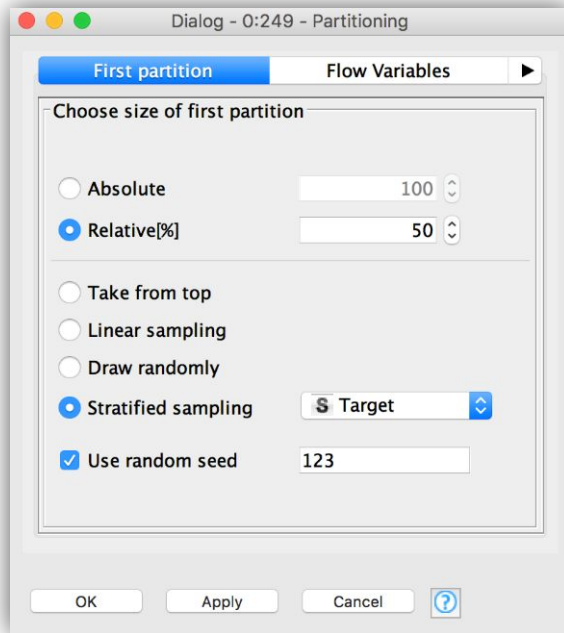 Dialog - 0:249 - Partitioning
First partition Flow Variables
Choose size of first partition
Absolute 100
Relative[%] 50
Take from top
Linear sampling
Draw randomly
Stratified sampling S Target
Use random seed 123
OK Apply Cancel ?